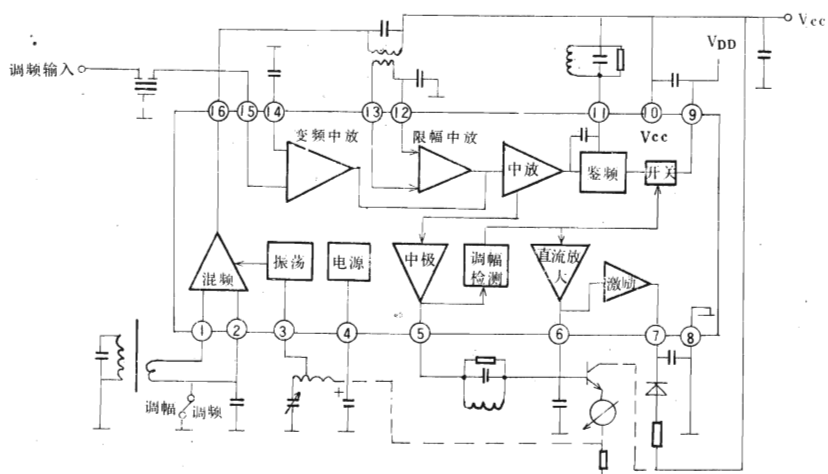 Vcc
VDD
调频输入
16
15
14
13
12
11
10
9
变频中放
限幅中放
Vcc
中放
鉴频
开关
混频
振荡
电源
中极
调幅
检测
直流放
大
激励
1
2
3
4
5
6
7
8
调幅
调频
+